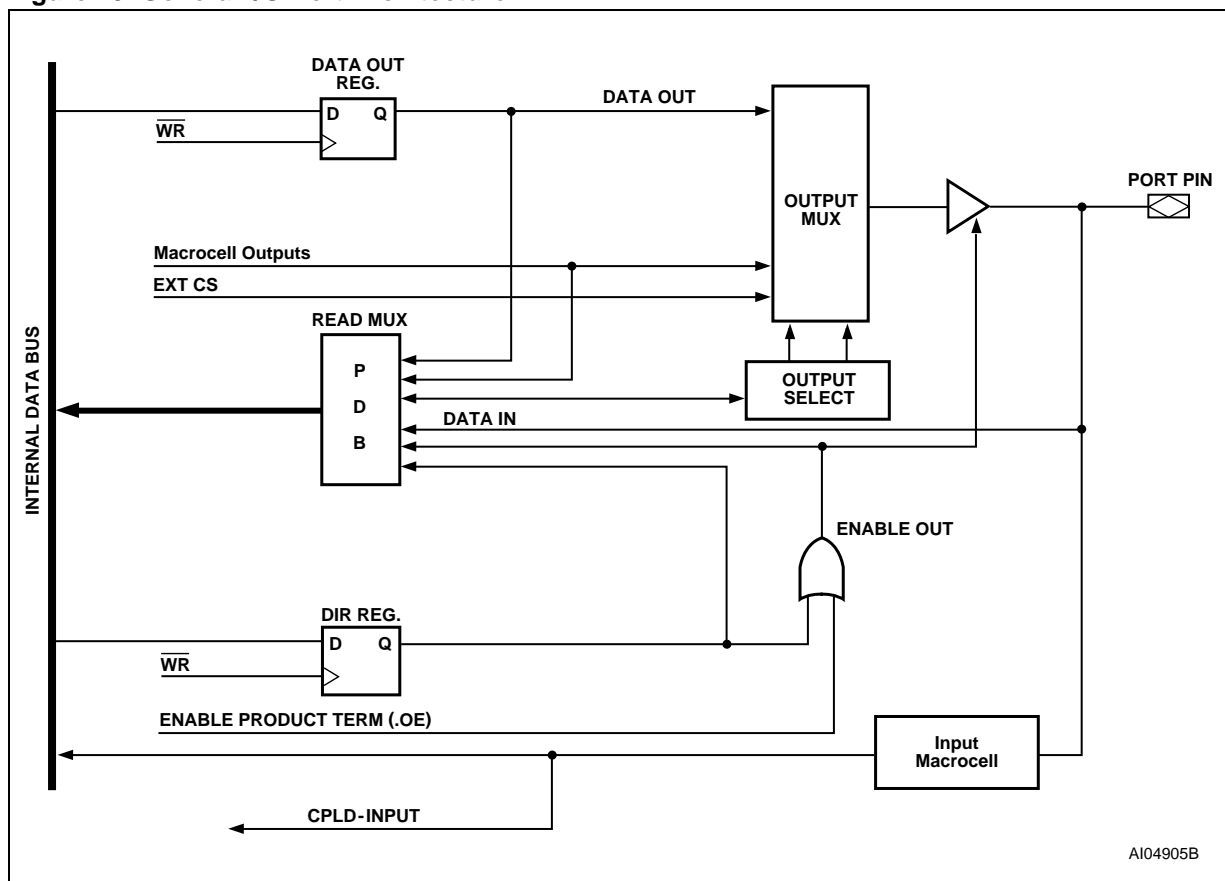 DATA OUT
REG.
D Q
WR
DATA OUT
OUTPUT
MUX
PORT PIN
Macrocell Outputs
EXT CS
READ MUX
P
D
B
OUTPUT
SELECT
DATA IN
INTERNAL DATA BUS
ENABLE OUT
DIR REG.
D Q
WR
ENABLE PRODUCT TERM (.OE)
Input
Macrocell
CPLD-INPUT
AI04905B